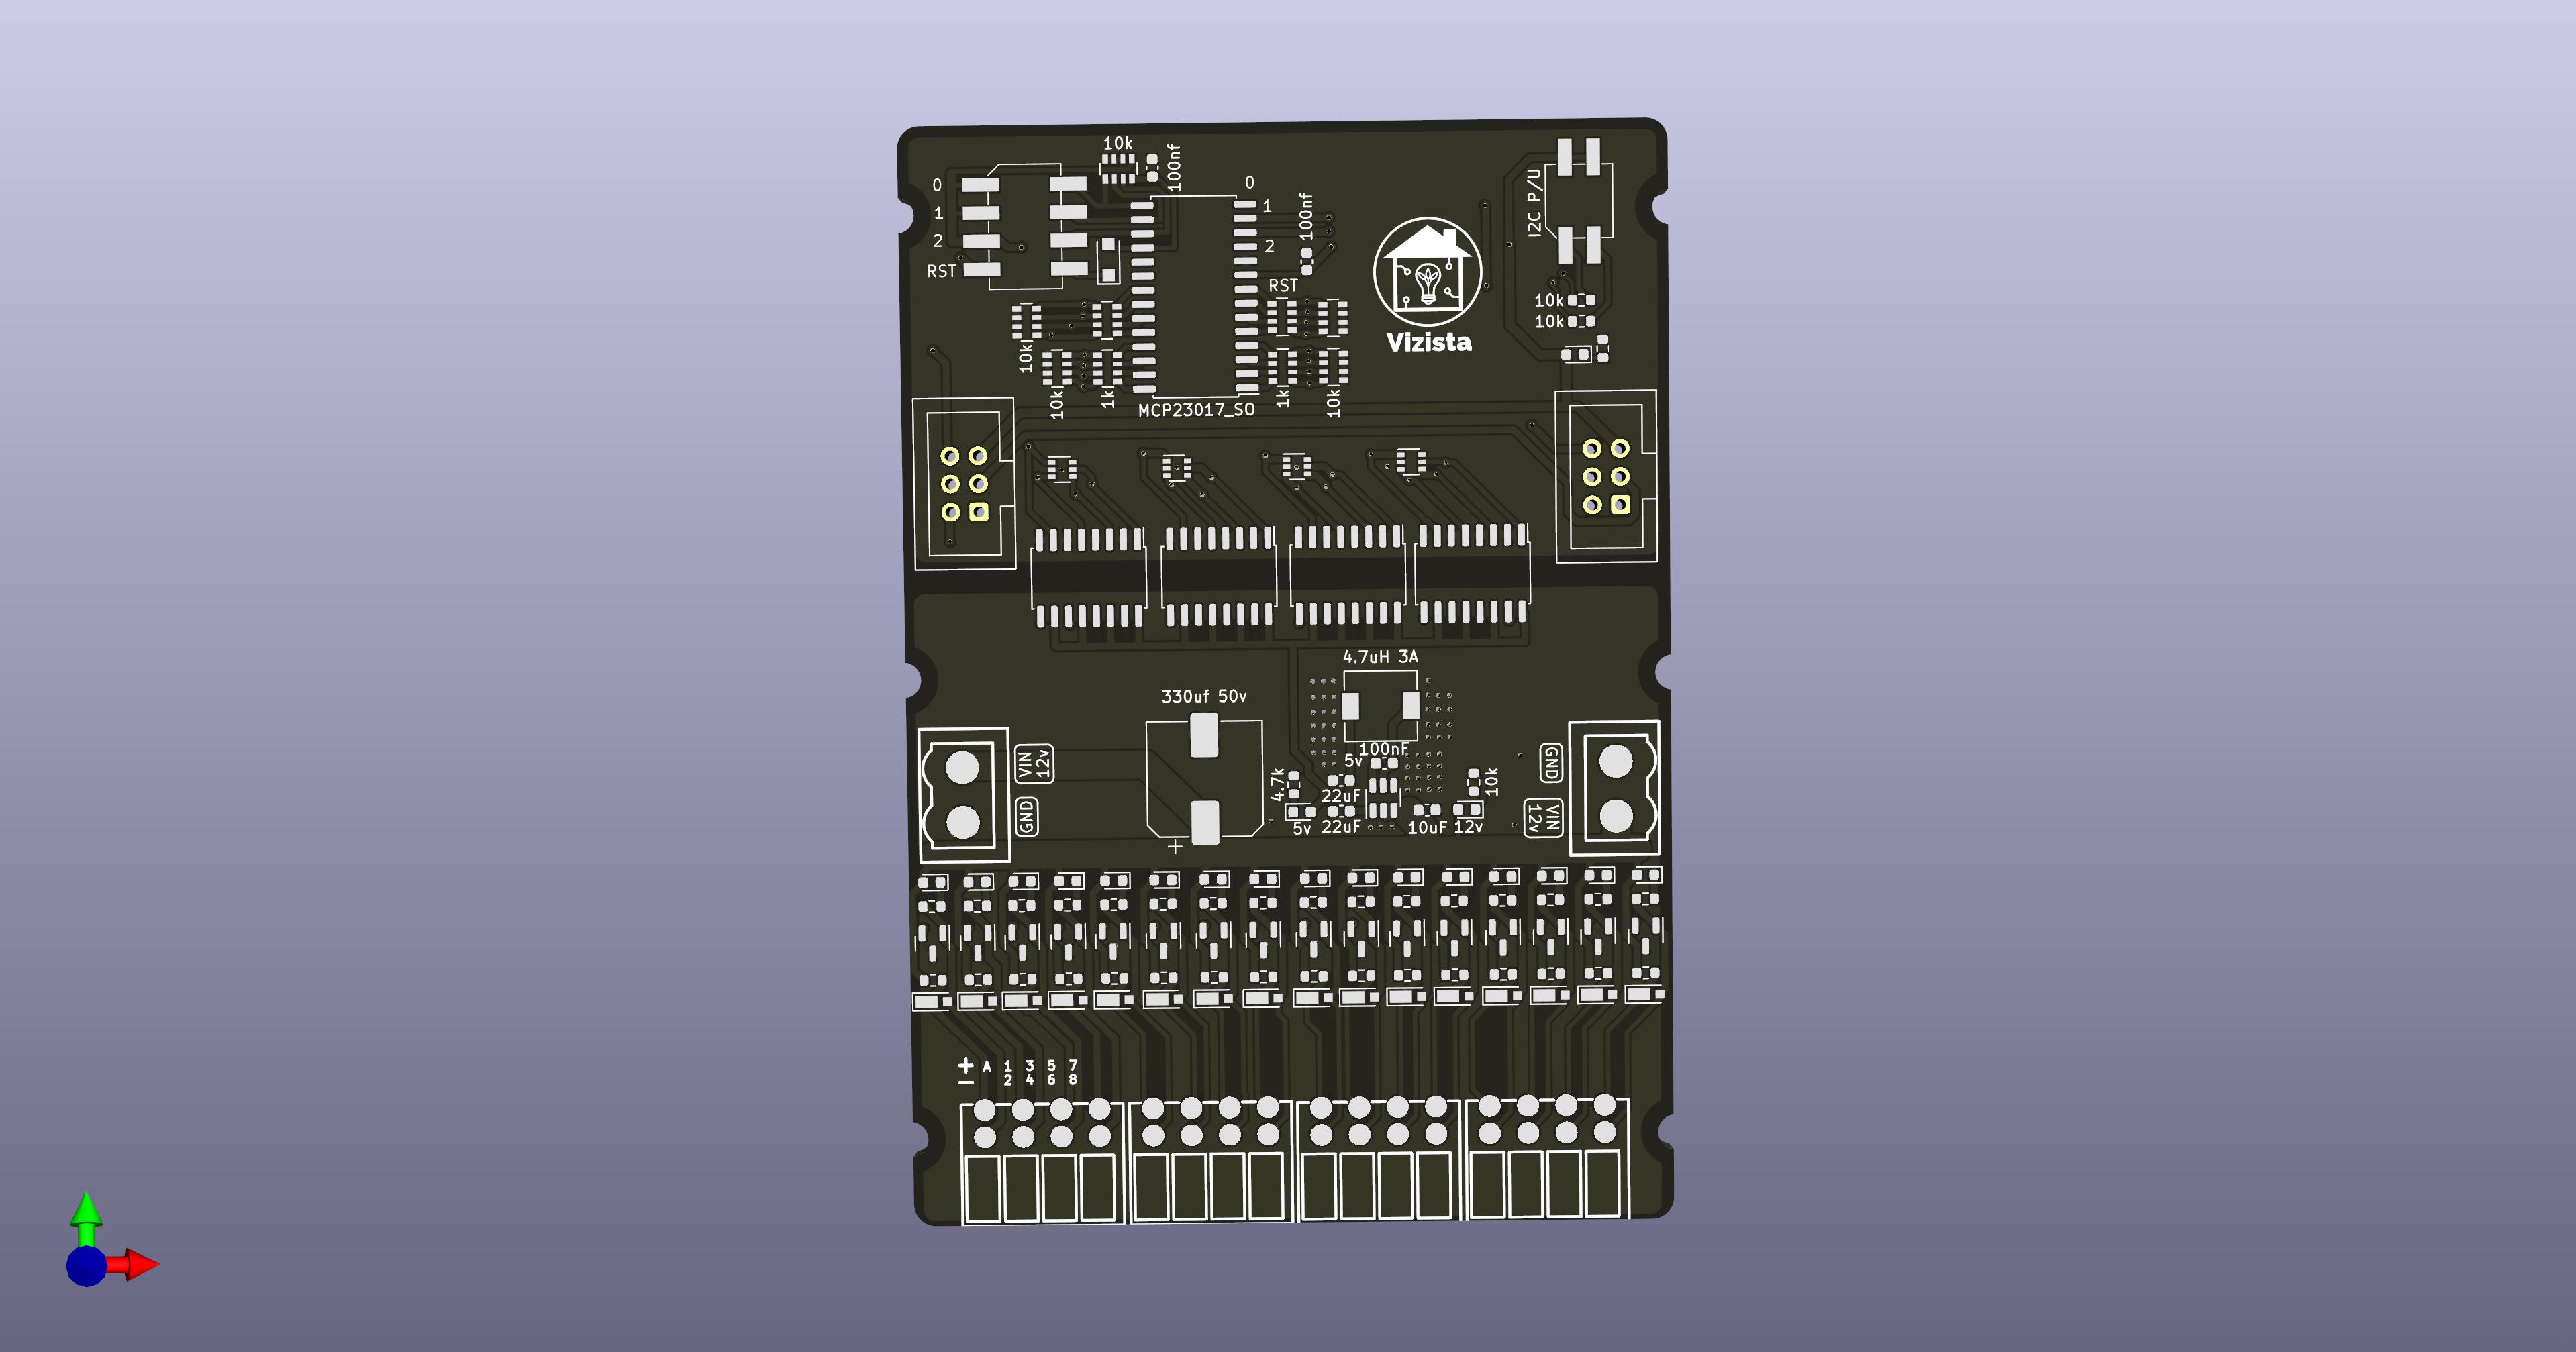 10k
100nf
0
1
2
RST
0
1
2
100nf
RST
I2C P/U
10k
10k
Vizista
10k
10k
1k
1k
10k
MCP23017_SO
4.7uH 3A
330uf 50v
100nF
5v
VIN
12v
GND
4.7k
22uF
22uF
5v
10uF
12v
10k
GND
VIN
12v
+
+ A 1 3 5 7
− 2 4 6 8